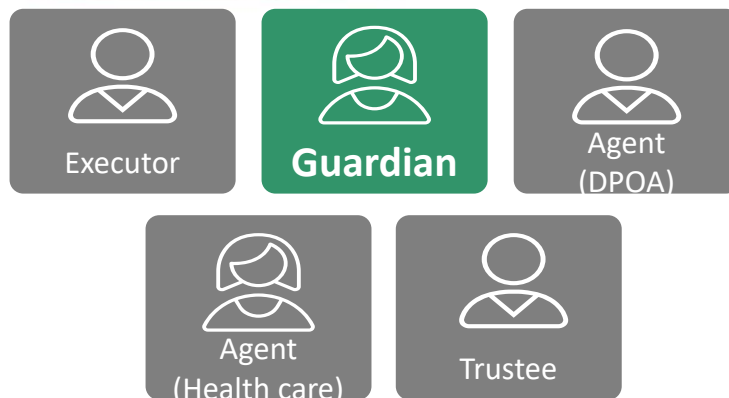 Executor
Guardian
Agent
(DPOA)
Agent
(Health care)
Trustee